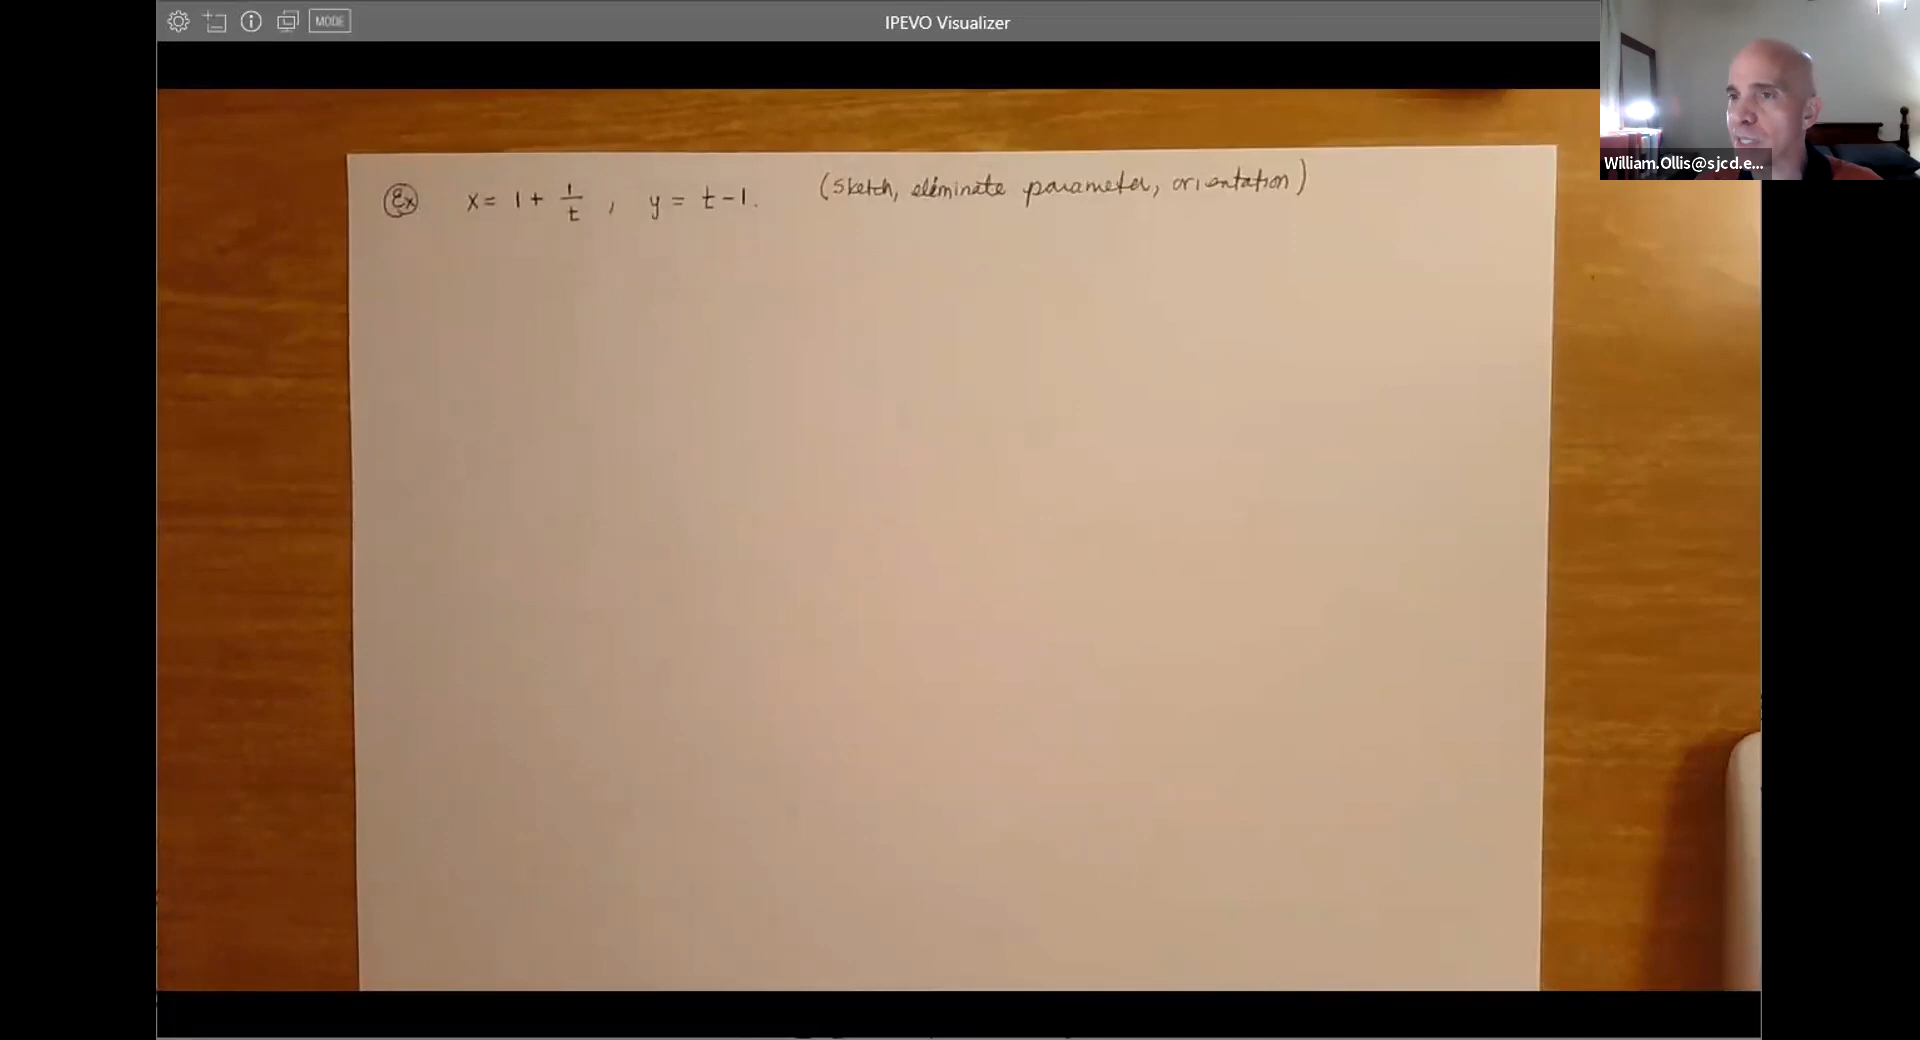 MODE
IPEVO Visualizer
William.Ollis@sjcd.e...
Ex x = 1 + 1/t , y = t - 1. (sketch, eliminate parameter, orientation)